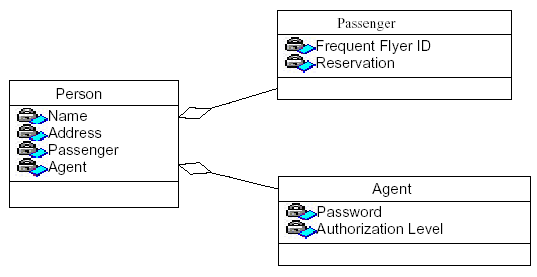 Passenger
Frequent Flyer ID
Reservation
Person
Name
Address
Passenger
Agent
Agent
Password
Authorization Level